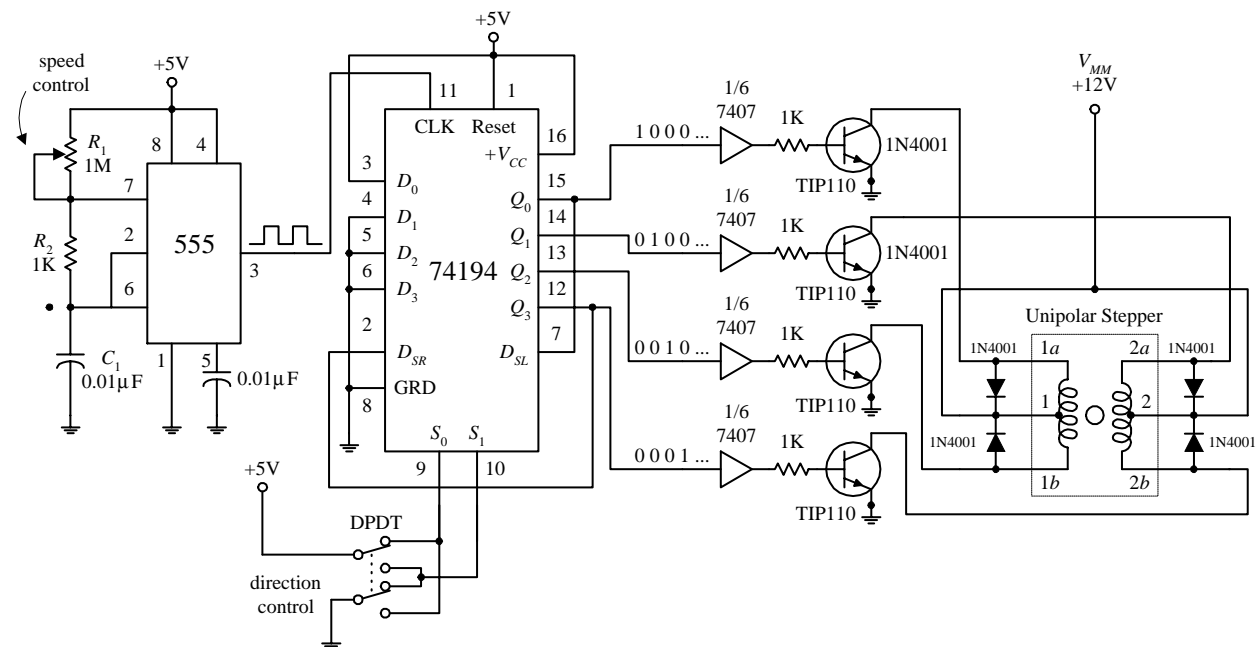 speed
control
+5V
R1
1M
R2
1K
C1
0.01µF
8
4
7
2
6
555
3
1
5
0.01µF
+5V
11
1
CLK
Reset
16
+VCC
3
D0
15
Q0
4
D1
14
Q1
5
D2
13
Q2
6
D3
12
Q3
74194
2
DSR
7
DSL
GRD
8
S0
S1
9
10
+5V
DPDT
direction
control
1/6
7407
1 0 0 0 ...
1K
1N4001
TIP110
1/6
7407
0 1 0 0 ...
1K
1N4001
1/6
7407
0 0 1 0 ...
1K
TIP110
1/6
7407
0 0 0 1 ...
1K
TIP110
VMM
+12V
Unipolar Stepper
1N4001
1a
2a
1N4001
1
2
1N4001
1N4001
1b
2b